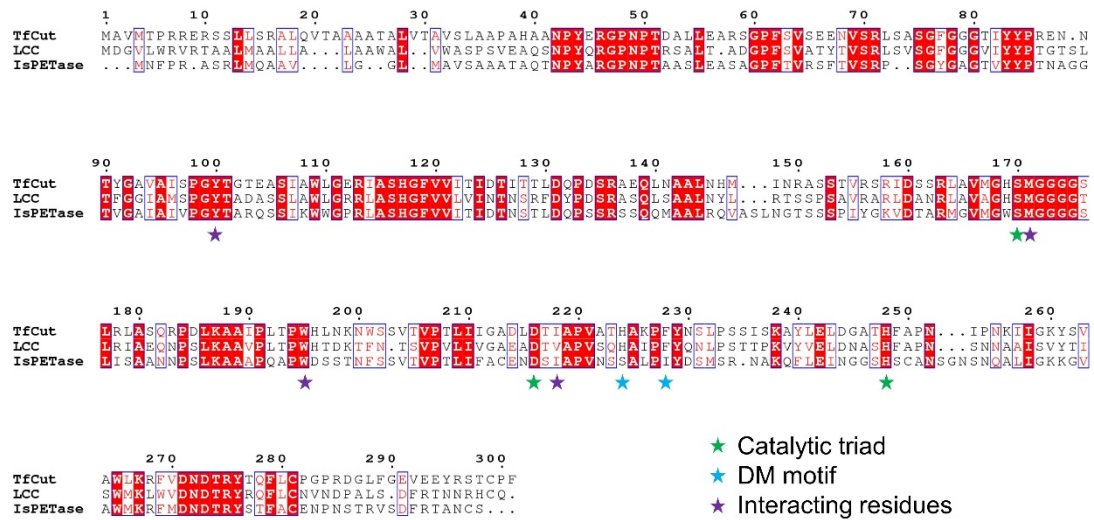 1 10 20 30 40 50 60 70 80
TfCut MAVMTPRRERSSLLSRALQVTAAAATALVTAVSLAAPAHAANPYERGPNPTDALLEARSGPFSVSEENVSRLSASGFGGGTIYYPREN.N
LCC MDGVLWRVRTAALMAALLA...LAAWAL..VWASPSVEAQSNPYQRGPNPTRSALT.ADGPFSVATYTVSRLSVSGFGGGVIYYPTGTSL
IsPETase ...MNFPR.ASRLMQAAV....LG..GL..MAVSAAATAQTNPYARGPNPTAASLEASAGPFTVRSFTVSRP..SGYGAGTVYYPTNAGG
90 100 110 120 130 140 150 160 170
TfCut TYGAVAISPGYTGTEASIAWLGERIASHGFVVITIDTITTLDQPDSRAEQLNAALNHM...INRASSTVRSRIDSSRLAVMGHSMGGGGS
LCC TFGGIAMSPGYTADASSLAWLGRRLASHGFVVLVINTNSRFDYPDSRASQLSAALNYL...RTSSPSAVRARLDANRLAVAGHSMGGGGT
IsPETase TVGAIAIVPGYTARQSSIKWWGPRLASHGFVVITIDTNSTLDQPSSRSSQQMAALRQVASLNGTSSSPIYGKVDTARMGVMGWSMGGGGS
180 190 200 210 220 230 240 250 260
TfCut LRLASQRPDLKAAIPLTPWHLNKNWSSVTVPTLIIGADLDTIAPVATHAKPFYNSLPSSISKAYLELDGATHFAPN...IPNKIIGKYSV
LCC LRIAEQNPSLKAAVPLTPWHTDKTFN.TSVPVLIVGAEADTVAPVSQHAIPFYQNLPSTTPKVYVELDNASHFAPN...SNNAAISVYTI
IsPETase LISAANNPSLKAAAPQAPWDSSTNFSSVTVPTLIFACENDSIAPVNSSALPIYDSMSR.NAKQFLEINGGSHSCANSGNSNQALIGKKGV
270 280 290 300
TfCut AWLKRFVDNDTRYTQFLCPGPRDGLFGEVEEYRSTCPF
LCC SWMKLWVDNDTRYRQFLCNVNDPALS.DFRTNNRHCQ.
IsPETase AWMKRFMDNDTRYSTFACENPNSTRVSDFRTANCS...
Catalytic triad
DM motif
Interacting residues